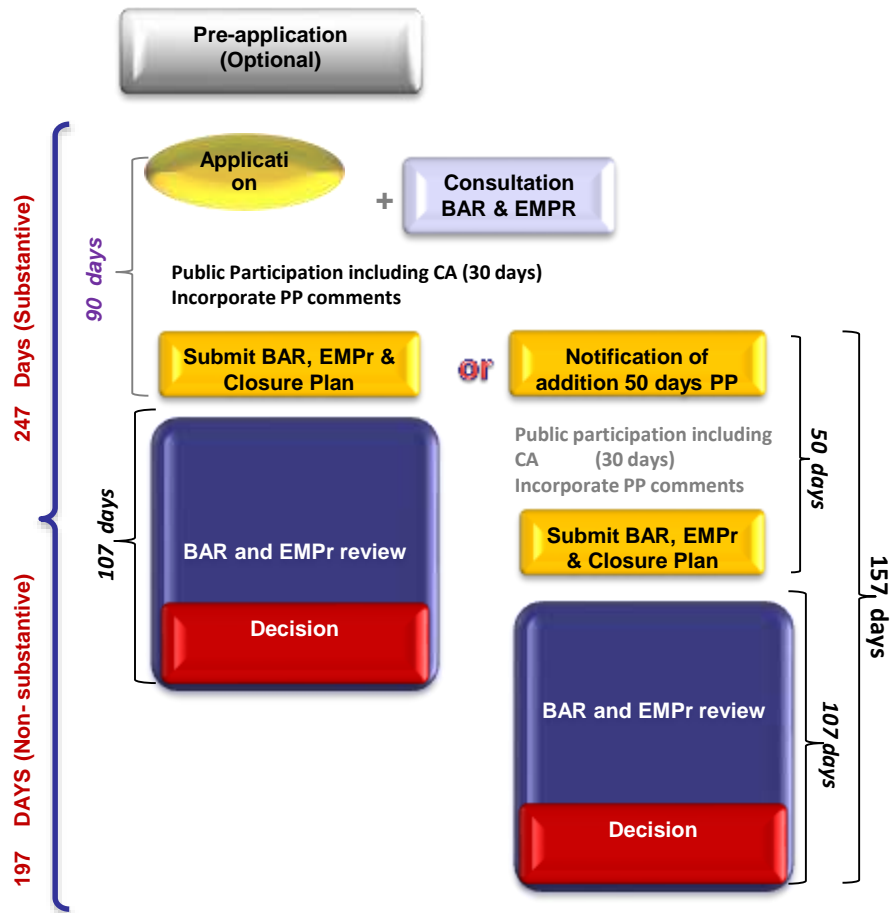 Pre-application
(Optional)
Applicati
on
+
Consultation
BAR & EMPR
Public Participation including CA (30 days)
Incorporate PP comments
90 days
Submit BAR, EMPr &
Closure Plan
or
Notification of
addition 50 days PP
Public participation including
CA (30 days)
Incorporate PP comments
50 days
Submit BAR, EMPr
& Closure Plan
BAR and EMPr review
Decision
107 days
BAR and EMPr review
Decision
107 days
157 days
247 Days (Substantive)
197 DAYS (Non- substantive)